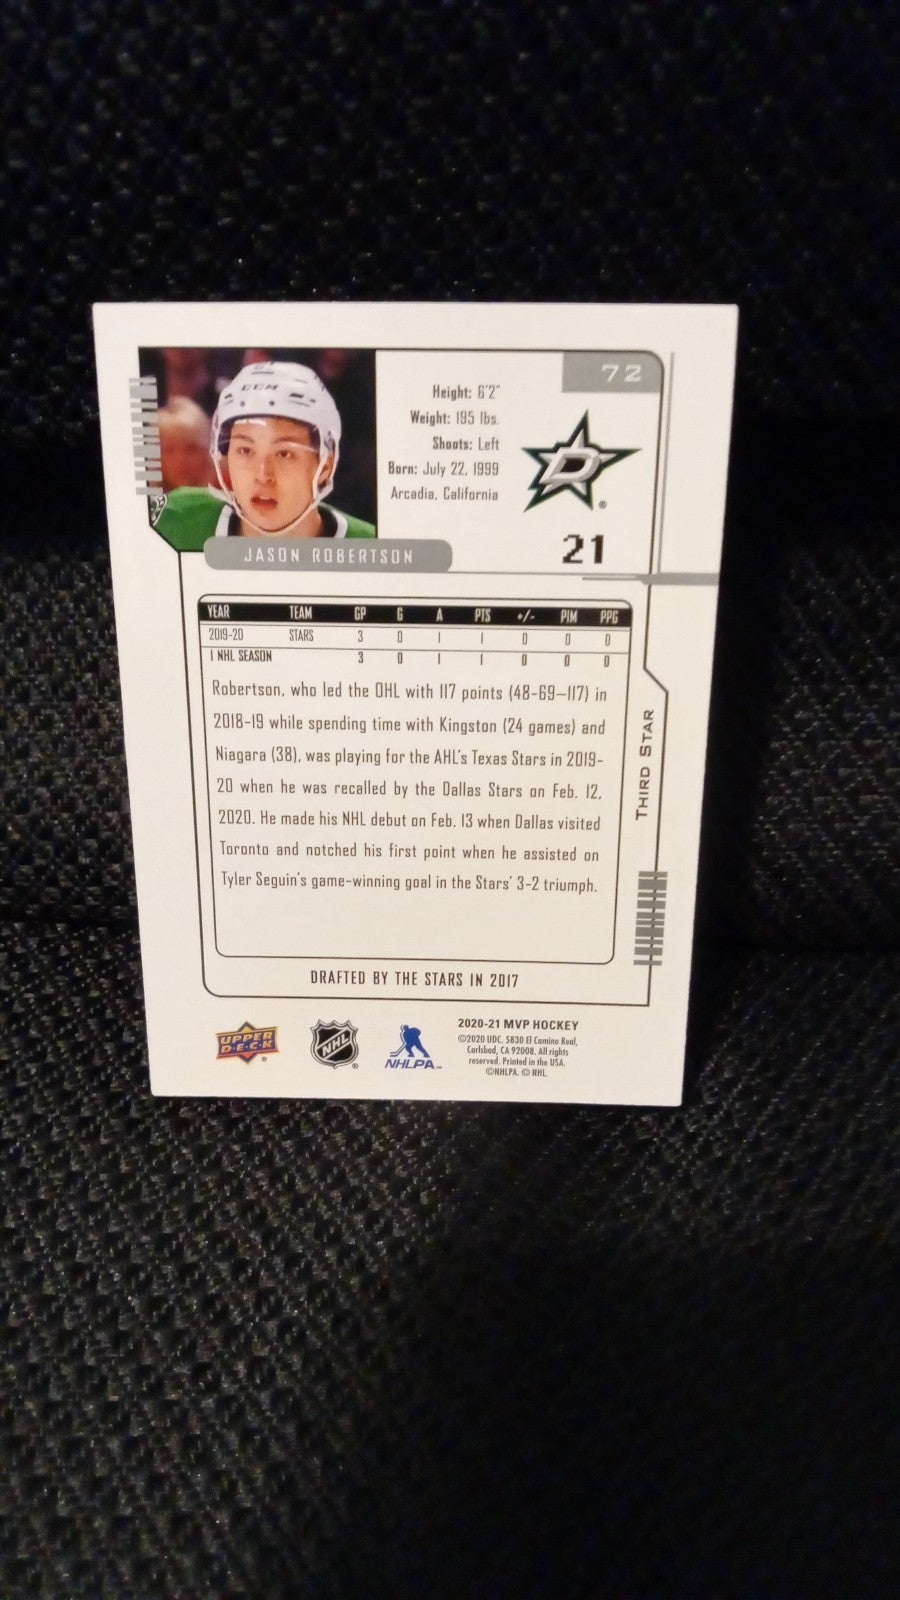 CCM
72
Height: 6'2"
Weight: 195 lbs.
Shoots: Left
Born: July 22, 1999
Arcadia, California
D
21
JASON ROBERTSON
YEAR TEAM GP G A PTS +/- PIM PPG
2019-20 STARS 3 0 1 1 0 0 0
1 NHL SEASON 3 0 1 1 0 0 0
Robertson, who led the OHL with 117 points (48-69—117) in
2018-19 while spending time with Kingston (24 games) and
Niagara (38), was playing for the AHL's Texas Stars in 2019-
20 when he was recalled by the Dallas Stars on Feb. 12,
2020. He made his NHL debut on Feb. 13 when Dallas visited
Toronto and notched his first point when he assisted on
Tyler Seguin's game-winning goal in the Stars' 3-2 triumph.
THIRD STAR
DRAFTED BY THE STARS IN 2017
UPPER
DECK
NHL
NHLPA
2020-21 MVP HOCKEY
©2020 UDC. 5830 El Camino Real,
Carlsbad, CA 92008. All rights
reserved. Printed in the USA.
©NHLPA. © NHL.